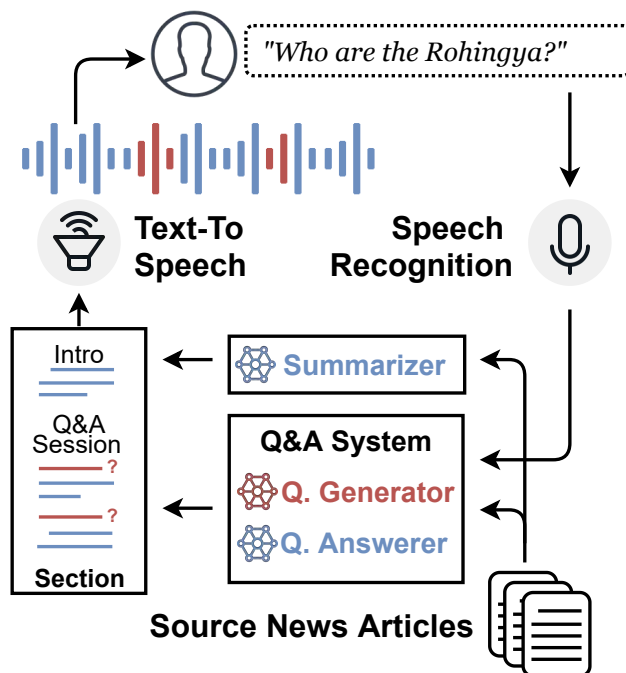 "Who are the Rohingya?"
Text-To
Speech
Speech
Recognition
Intro
Summarizer
Q&A
Session
?
?
Section
Q&A System
Q. Generator
Q. Answerer
Source News Articles